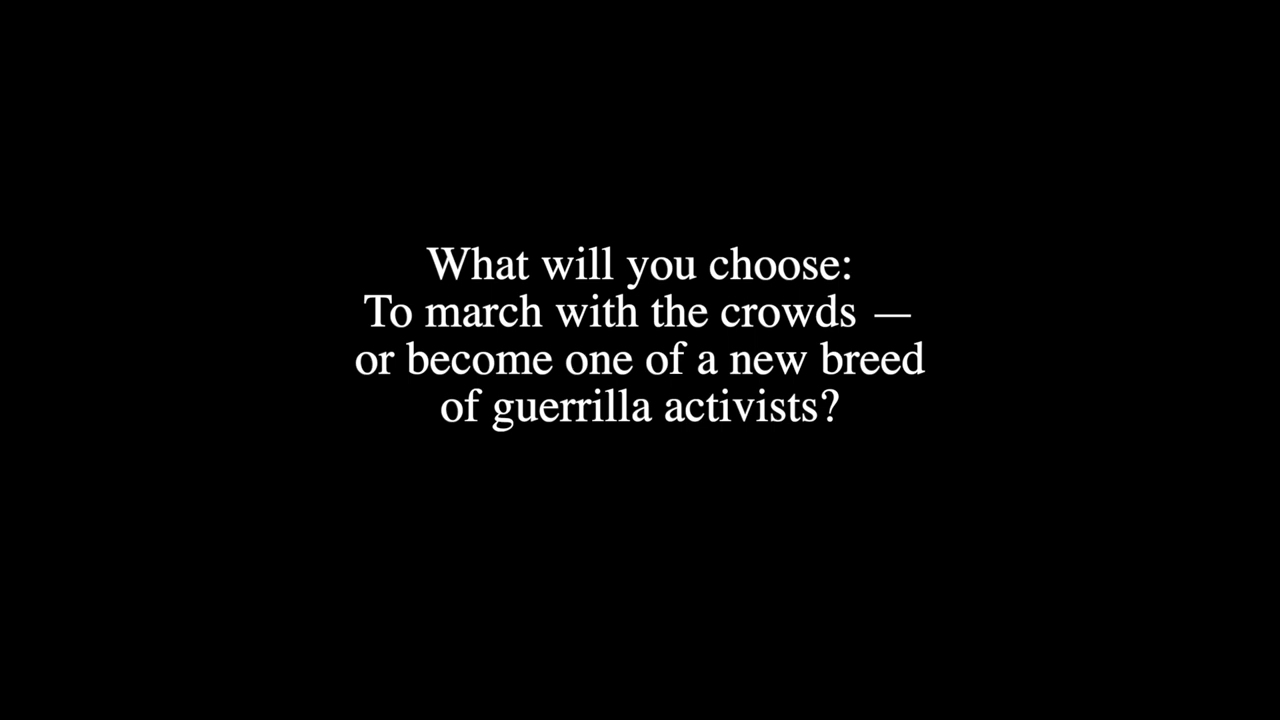 What will you choose:
To march with the crowds —
or become one of a new breed
of guerrilla activists?